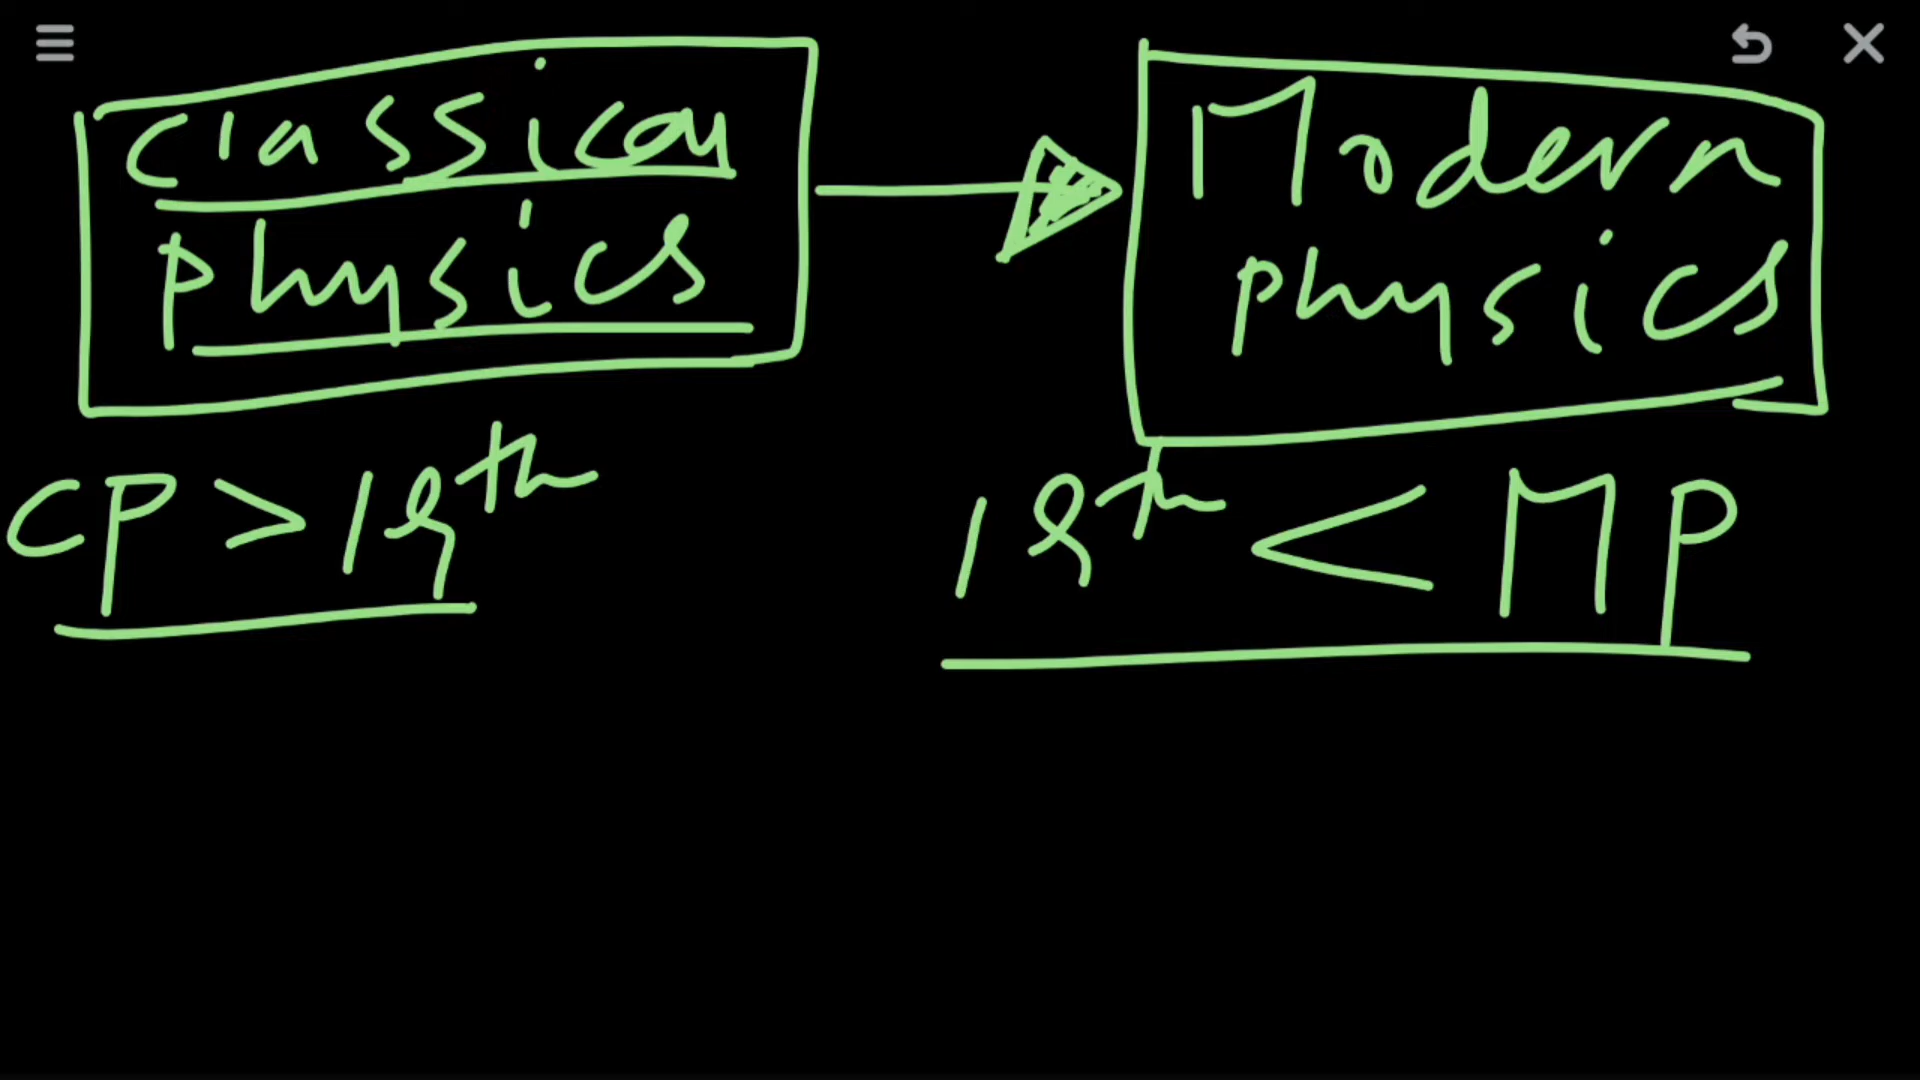 Classical
physics
Modern
physics
CP > 19th
19th < MP